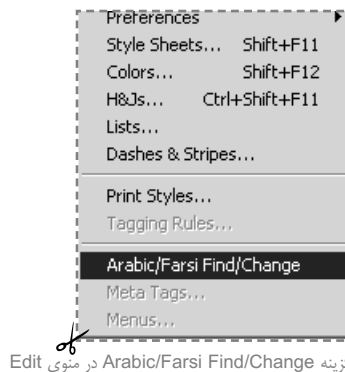 Preferences
Style Sheets... Shift+F11
Colors... Shift+F12
H&Js... Ctrl+Shift+F11
Lists...
Dashes & Stripes...
Print Styles...
Tagging Rules...
Arabic/Farsi Find/Change
Meta Tags...
Menus...
گزینه Arabic/Farsi Find/Change در منوی Edit